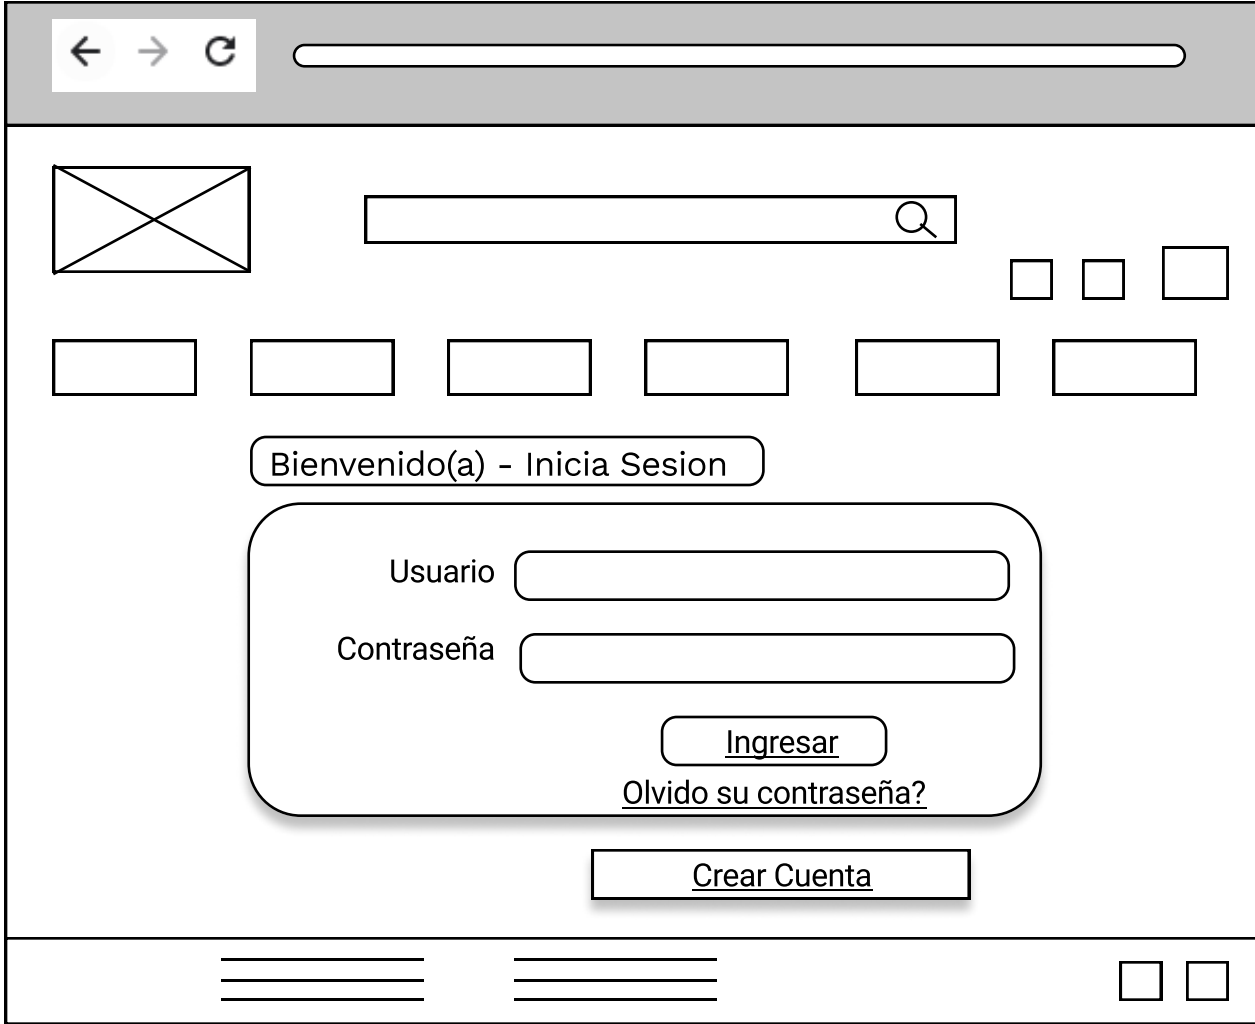 Bienvenido(a) - Inicia Sesion
Usuario
Contraseña
Ingresar
Olvido su contraseña?
Crear Cuenta